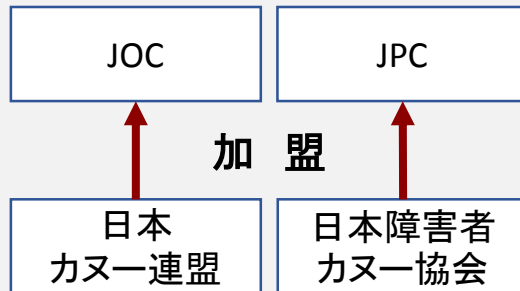 JOC
JPC
加 盟
日本
カヌー連盟
日本障害者
カヌー協会